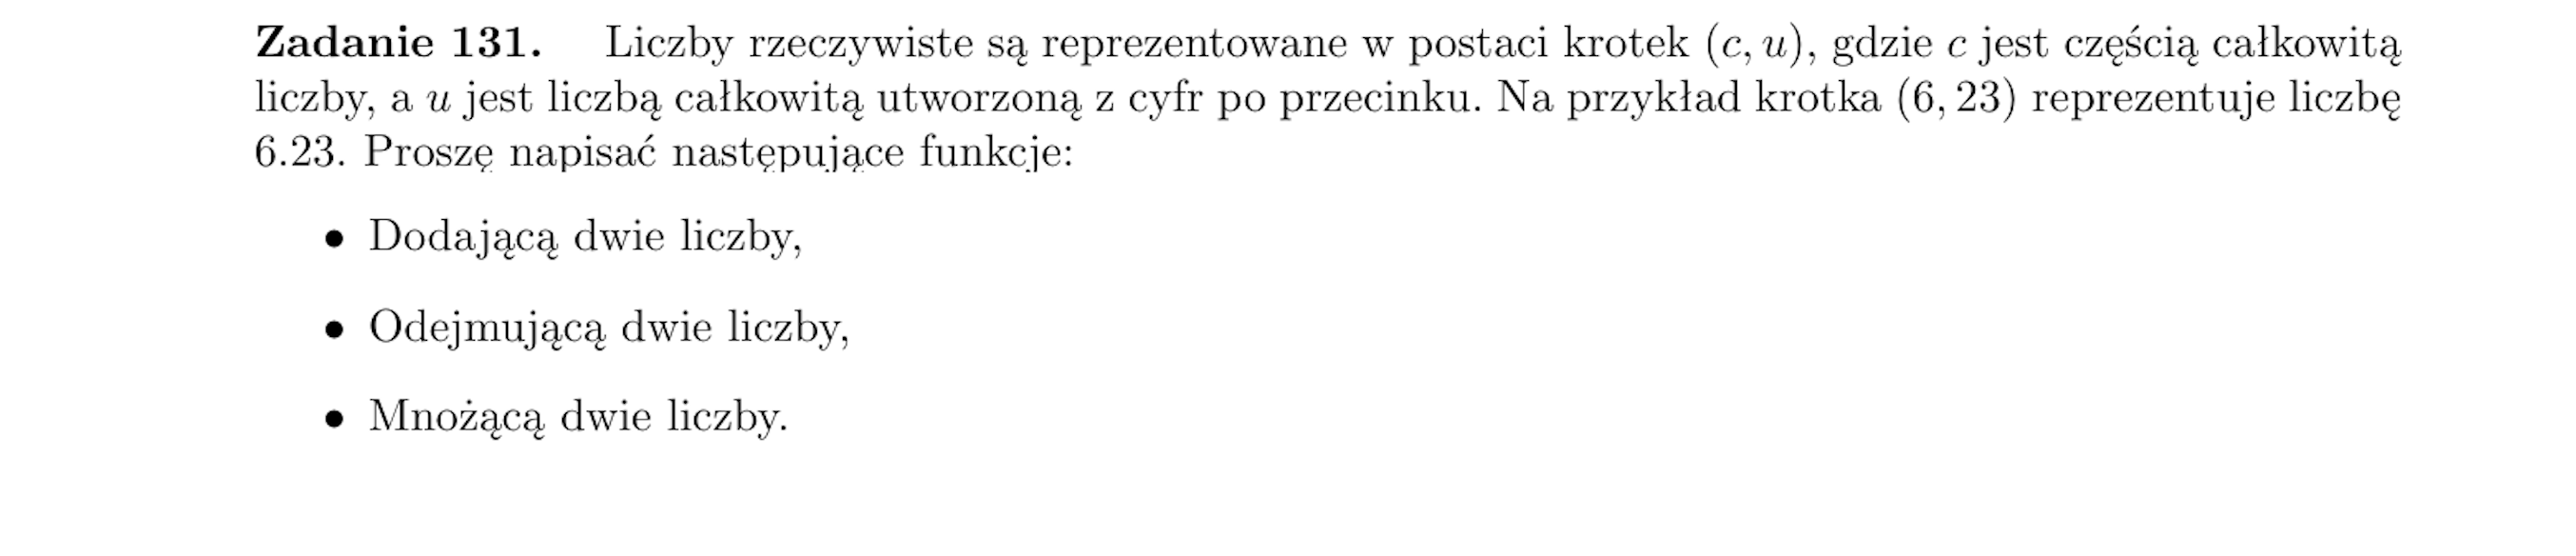 Zadanie 131. Liczby rzeczywiste są reprezentowane w postaci krotek (c, u), gdzie c jest częścią całkowitą
liczby, a u jest liczbą całkowitą utworzoną z cyfr po przecinku. Na przykład krotka (6, 23) reprezentuje liczbę
6.23. Proszę napisać następujące funkcje:
• Dodającą dwie liczby,
• Odejmującą dwie liczby,
• Mnożącą dwie liczby.